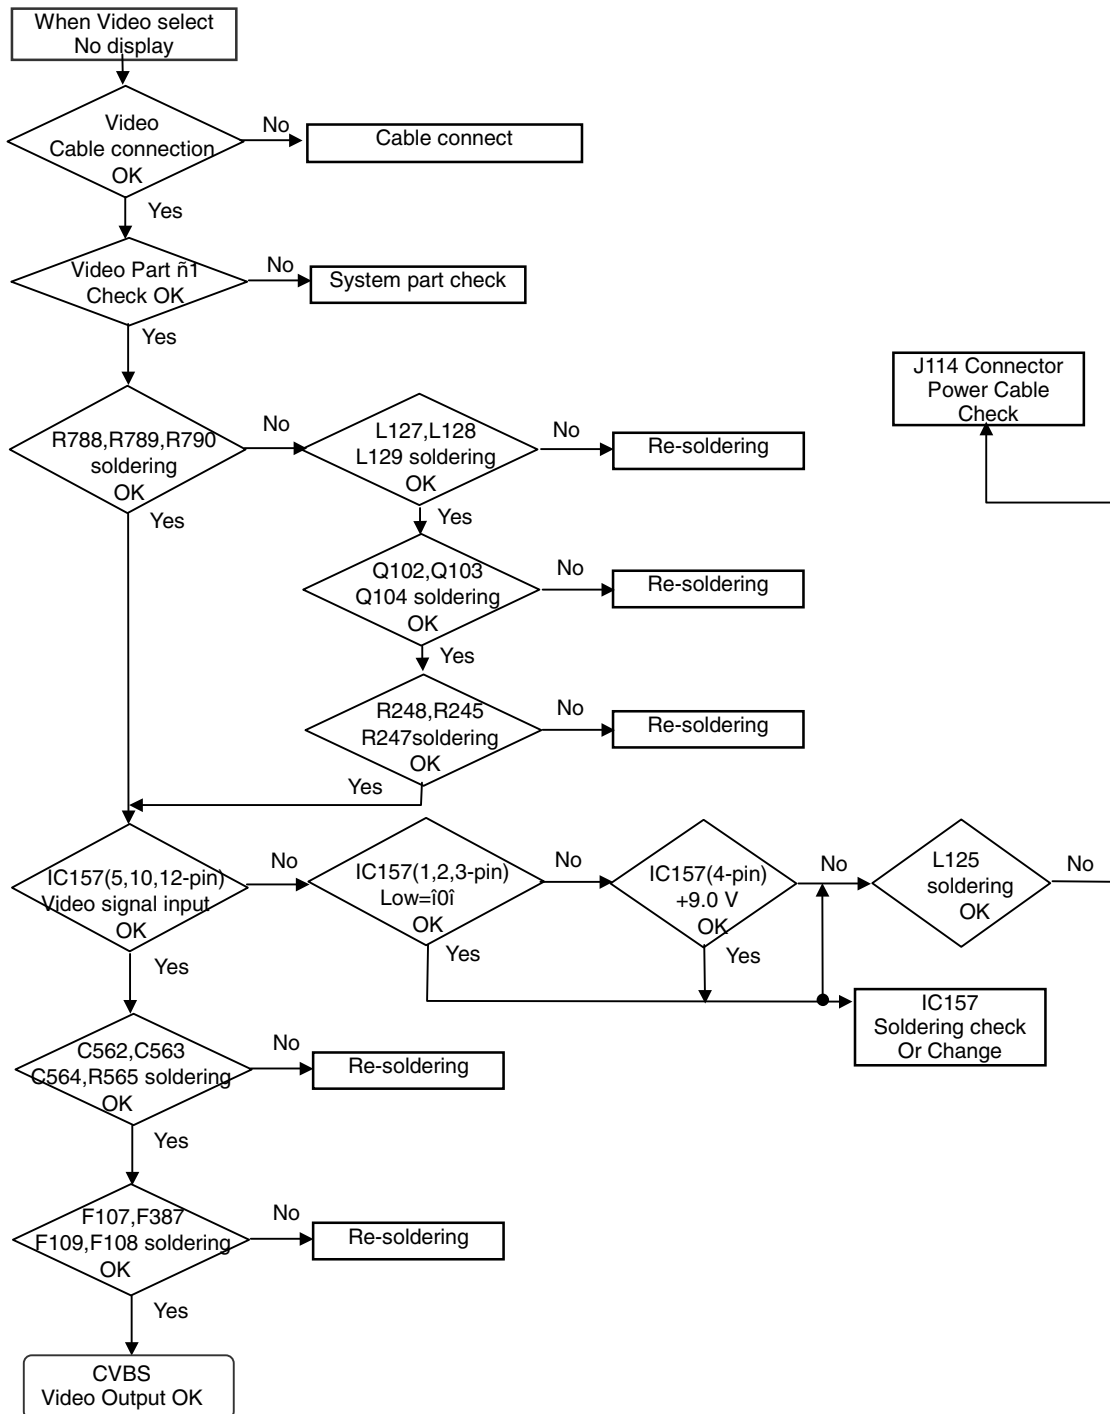 When Video select
No display
Video
Cable connection
OK
No
Cable connect
Yes
Video Part ñ1
Check OK
No
System part check
Yes
J114 Connector
Power Cable
Check
R788,R789,R790
soldering
OK
No
L127,L128
L129 soldering
OK
No
Re-soldering
Yes
Yes
Q102,Q103
Q104 soldering
OK
No
Re-soldering
Yes
R248,R245
R247soldering
OK
No
Re-soldering
Yes
IC157(5,10,12-pin)
Video signal input
OK
No
IC157(1,2,3-pin)
Low=î0î
OK
No
IC157(4-pin)
+9.0 V
OK
No
L125
soldering
OK
No
Yes
Yes
Yes
IC157
Soldering check
Or Change
C562,C563
C564,R565 soldering
OK
No
Re-soldering
Yes
F107,F387
F109,F108 soldering
OK
No
Re-soldering
Yes
CVBS
Video Output OK